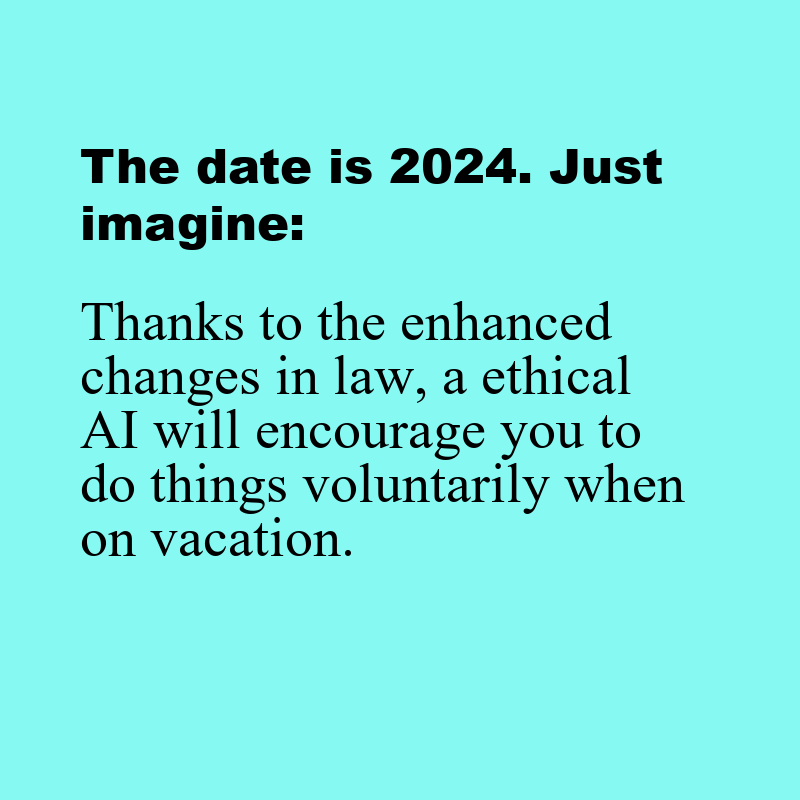 The date is 2024. Just
imagine:
Thanks to the enhanced
changes in law, a ethical
AI will encourage you to
do things voluntarily when
on vacation.